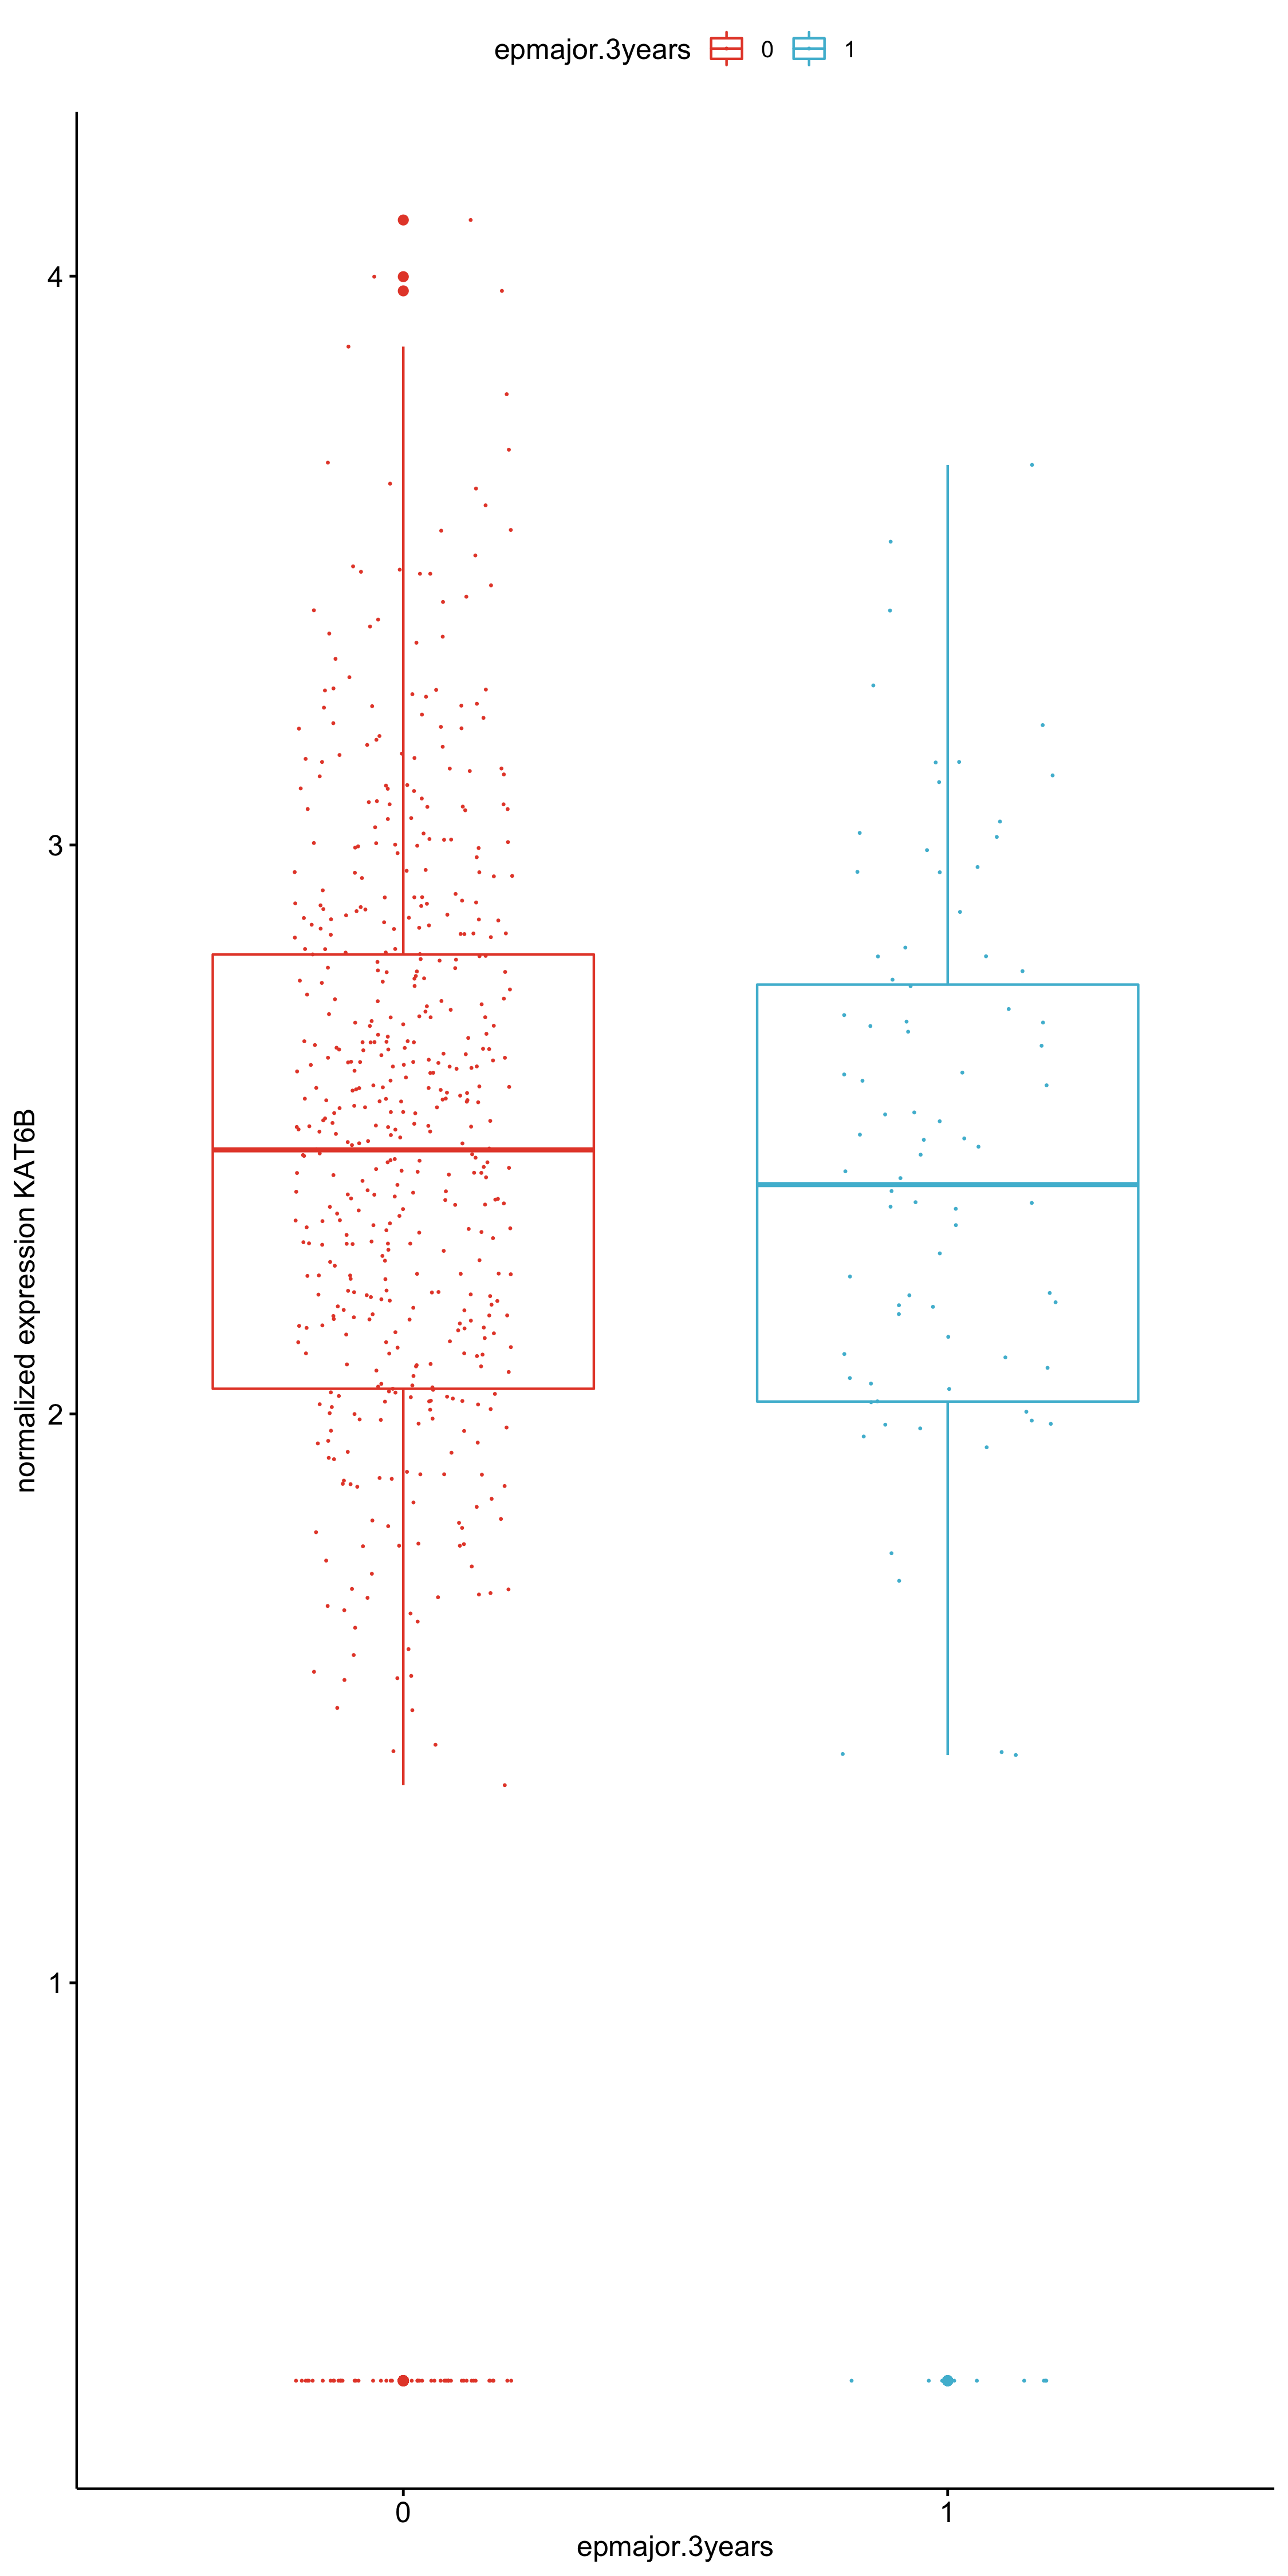 epmajor.3years 0 1
4
3
2
1
normalized expression KAT6B
0 1
epmajor.3years